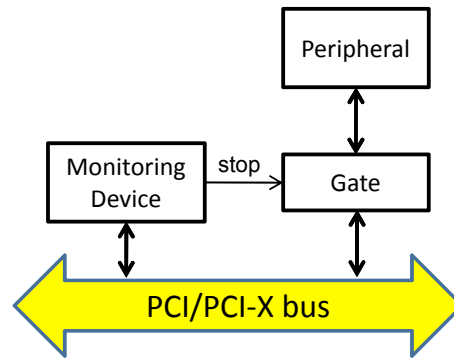 Peripheral
Monitoring
Device
stop
Gate
PCI/PCI-X bus